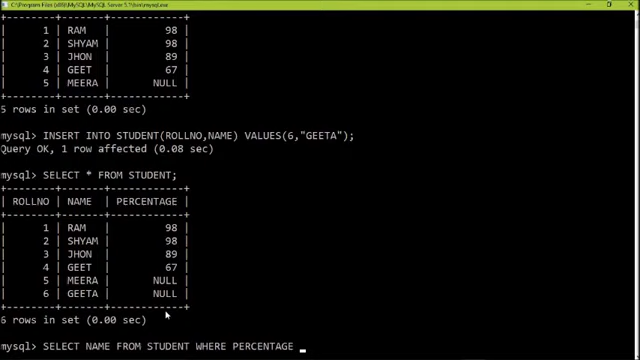 C:\Program Files (x86)\MySQL\MySQL Server 5.1\bin\mysql.exe
+--------+-------+------------+
| 1 | RAM | 98 |
| 2 | SHYAM | 98 |
| 3 | JHON | 89 |
| 4 | GEET | 67 |
| 5 | MEERA | NULL |
+--------+-------+------------+
5 rows in set (0.00 sec)
mysql> INSERT INTO STUDENT(ROLLNO,NAME) VALUES(6,"GEETA");
Query OK, 1 row affected (0.08 sec)
mysql> SELECT * FROM STUDENT;
+--------+-------+------------+
| ROLLNO | NAME | PERCENTAGE |
+--------+-------+------------+
| 1 | RAM | 98 |
| 2 | SHYAM | 98 |
| 3 | JHON | 89 |
| 4 | GEET | 67 |
| 5 | MEERA | NULL |
| 6 | GEETA | NULL |
+--------+-------+------------+
6 rows in set (0.00 sec)
mysql> SELECT NAME FROM STUDENT WHERE PERCENTAGE _